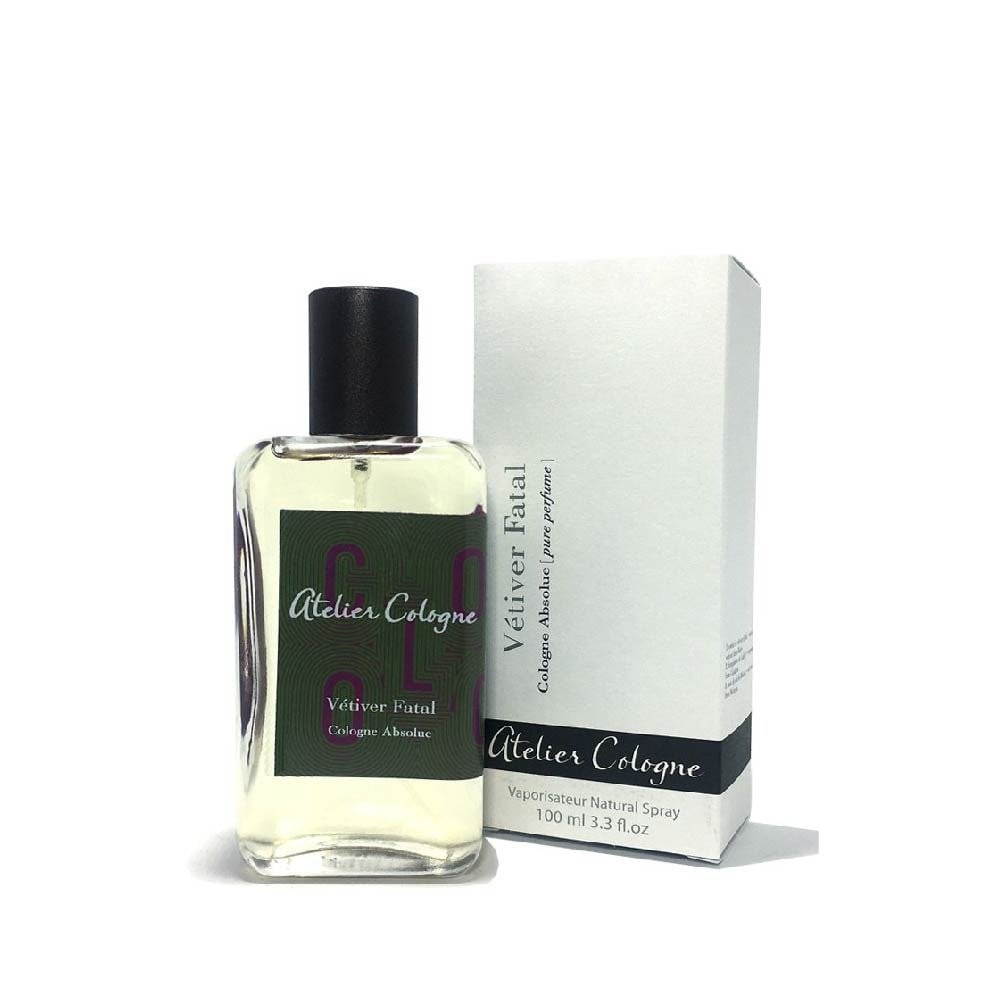 C O
Atelier Cologne
L
O
Vétiver Fatal
Cologne Absolue
Vétiver Fatal
Cologne Absolue [pure perfume]
Atelier Cologne
Vaporisateur Natural Spray
100 ml 3.3 fl.oz